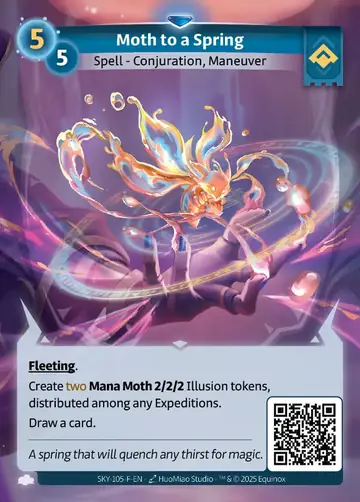 5
5
Moth to a Spring
Spell - Conjuration, Maneuver
Fleeting.
Create two Mana Moth 2/2/2 Illusion tokens,
distributed among any Expeditions.
Draw a card.
A spring that will quench any thirst for magic.
SKY-105-F-EN - HuoMiao Studio - ™ & © 2025 Equinox